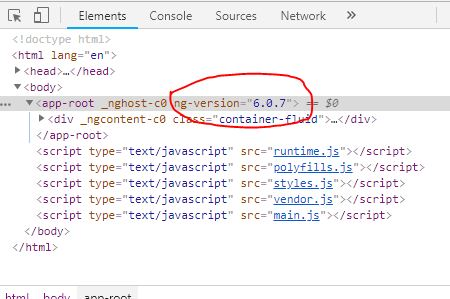 Elements Console Sources Network
<!doctype html>
<html lang="en">
<head>…</head>
<body>
… <app-root _nghost-c0 ng-version="6.0.7"> == $0
<div _ngcontent-c0 class="container-fluid">…</div>
</app-root>
<script type="text/javascript" src="runtime.js"></script>
<script type="text/javascript" src="polyfills.js"></script>
<script type="text/javascript" src="styles.js"></script>
<script type="text/javascript" src="vendor.js"></script>
<script type="text/javascript" src="main.js"></script>
</body>
</html>
html body app-root